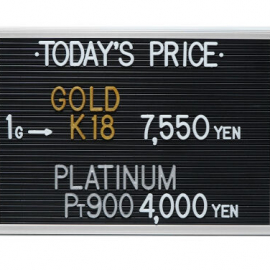 ·TODAY'S PRICE·
GOLD
1G→ K18 7,550 YEN
PLATINUM
PT900 4,000 YEN